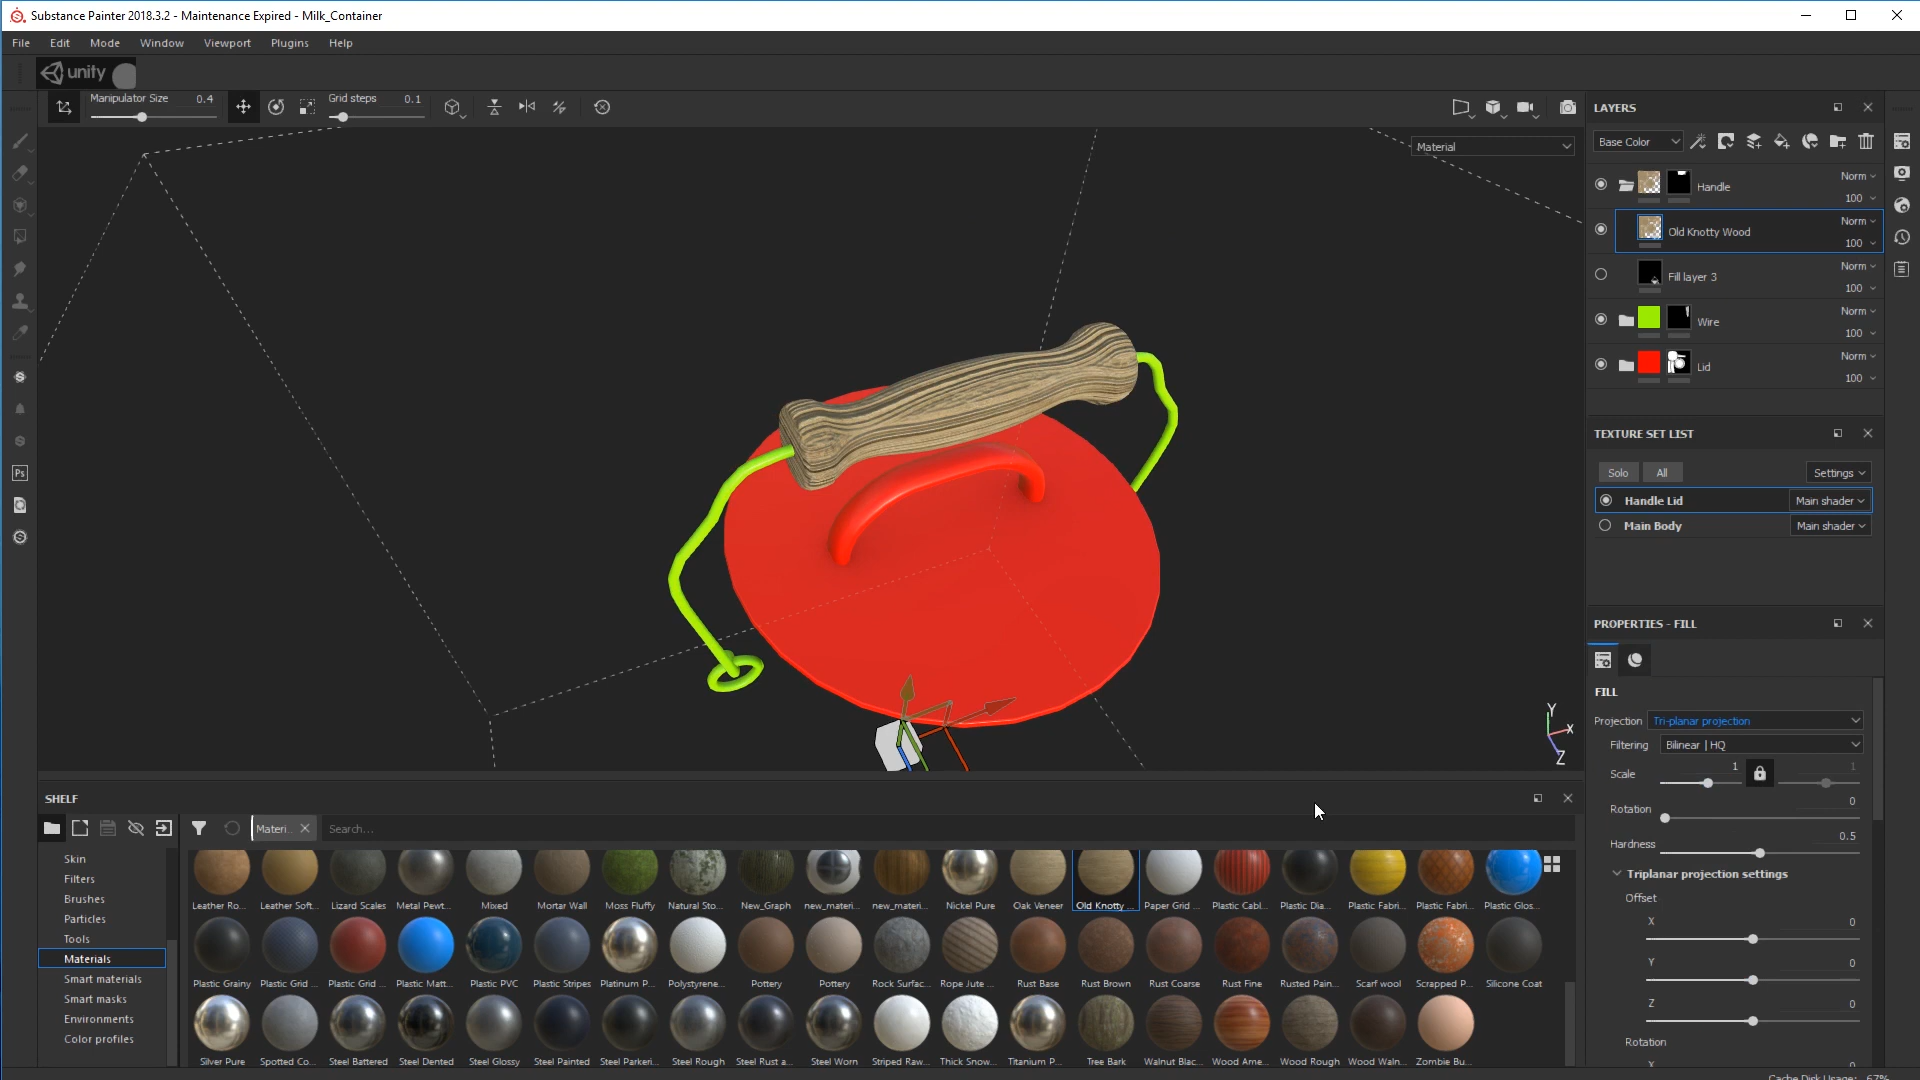 Substance Painter 2018.3.2 - Maintenance Expired - Milk_Container
File Edit Mode Window Viewport Plugins Help
unity
Manipulator Size 0.4
Grid steps 0.1
Material
LAYERS
Base Color
Handle Norm 100
Old Knotty Wood Norm 100
Fill layer 3 Norm 100
Wire Norm 100
Lid Norm 100
TEXTURE SET LIST
Solo All Settings
Handle Lid Main shader
Main Body Main shader
PROPERTIES - FILL
FILL
Projection Tri-planar projection
Filtering Bilinear | HQ
Scale 1 1
Rotation 0
Hardness 0.5
Triplanar projection settings
Offset
X 0
Y 0
Z 0
Rotation
X 0
Y
X
Z
Ps
SHELF
Materi..
Search...
Skin
Filters
Brushes
Particles
Tools
Materials
Smart materials
Smart masks
Environments
Color profiles
Leather Ro... Leather Soft... Lizard Scales Metal Pewt... Mixed Mortar Wall Moss Fluffy Natural Sto... New_Graph new_materi... new_materi... Nickel Pure Oak Veneer Old Knotty ... Paper Grid ... Plastic Cabl... Plastic Dia... Plastic Fabri... Plastic Fabri... Plastic Glos...
Plastic Grainy Plastic Grid ... Plastic Grid ... Plastic Matt... Plastic PVC Plastic Stripes Platinum P... Polystyrene... Pottery Pottery Rock Surfac... Rope Jute ... Rust Base Rust Brown Rust Coarse Rust Fine Rusted Pain... Scarf wool Scrapped P... Silicone Coat
Silver Pure Spotted Co... Steel Battered Steel Dented Steel Glossy Steel Painted Steel Parkeri... Steel Rough Steel Rust a... Steel Worn Striped Raw... Thick Snow... Titanium P... Tree Bark Walnut Blac... Wood Ame... Wood Rough Wood Waln... Zombie Bu...
Cache Disk Usage: 67%